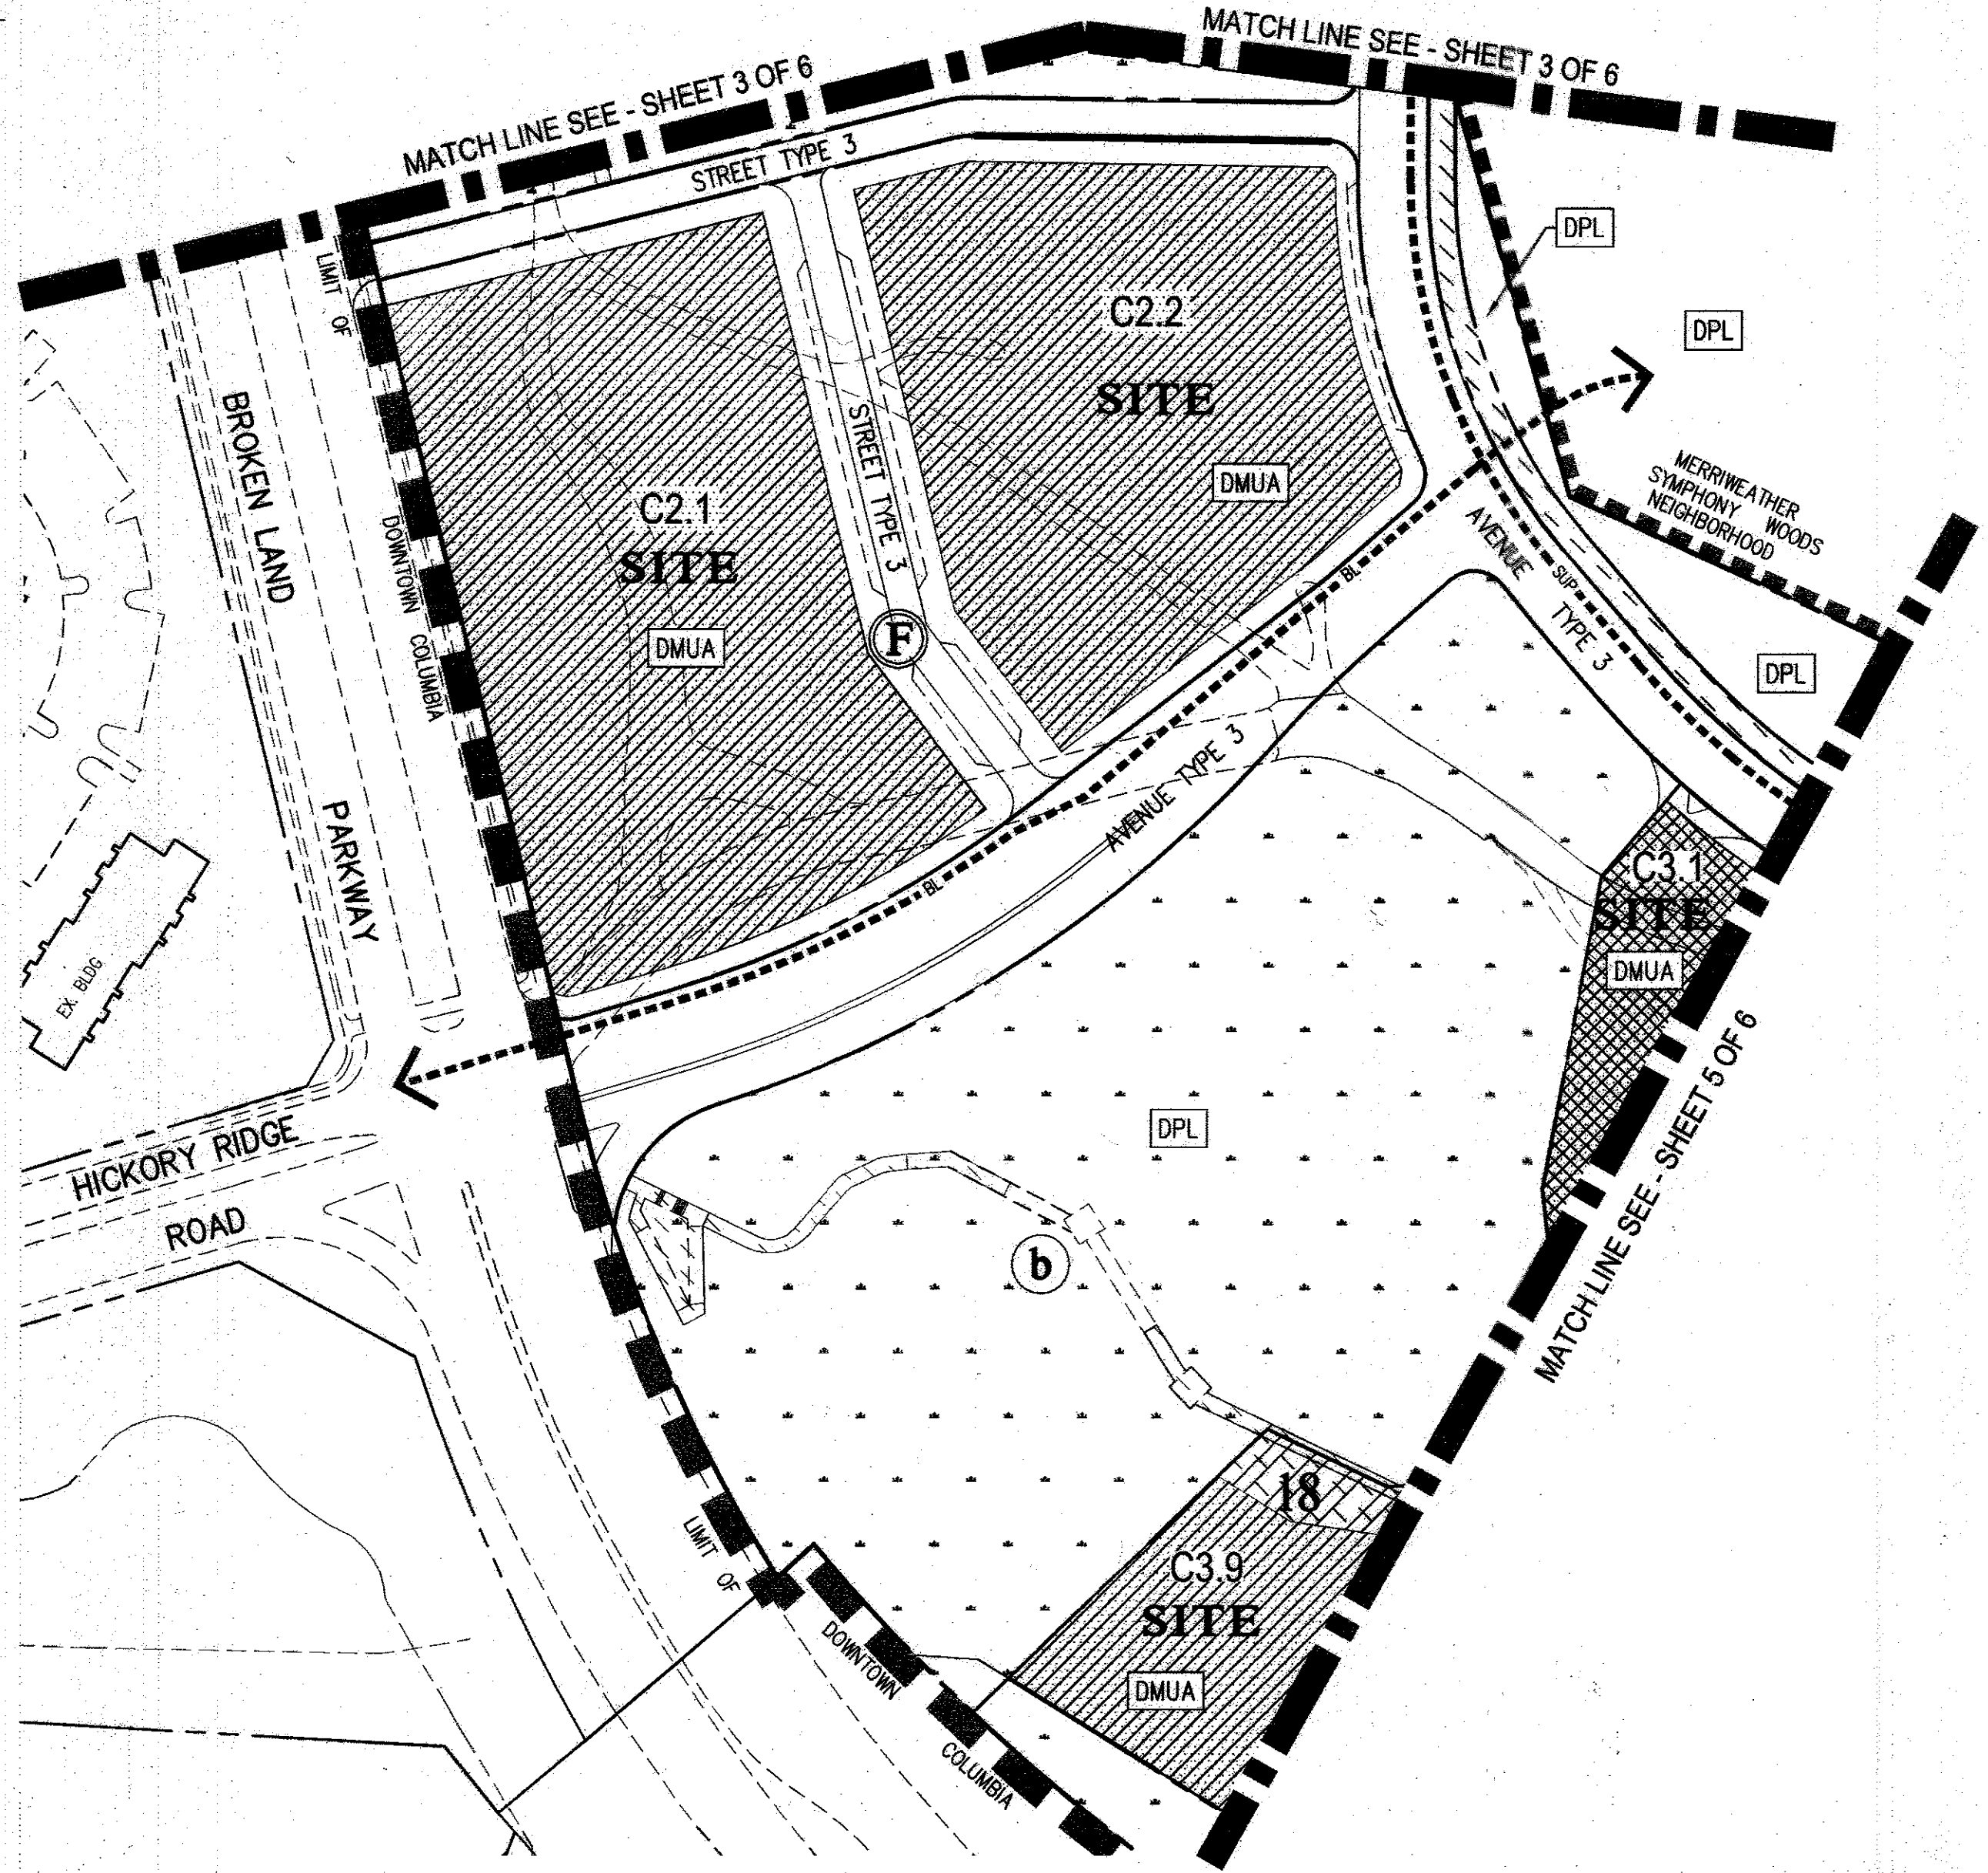 MATCH LINE SEE - SHEET 3 OF 6
MATCH LINE SEE - SHEET 3 OF 6
STREET TYPE 3
LIMIT OF
DOWNTOWN COLUMBIA
BROKEN LAND
PARKWAY
EX. BLDG
HICKORY RIDGE
ROAD
C2.1
SITE
DMUA
STREET TYPE 3
F
C2.2
SITE
DMUA
DPL
DPL
MERRIWEATHER
SYMPHONY WOODS
NEIGHBORHOOD
DPL
AVENUE TYPE 3
SUP
BL
BL
AVENUE TYPE 3
C3.1
SITE
DMUA
MATCH LINE SEE - SHEET 5 OF 6
DPL
b
18
C3.9
SITE
DMUA
LIMIT OF
DOWNTOWN
COLUMBIA